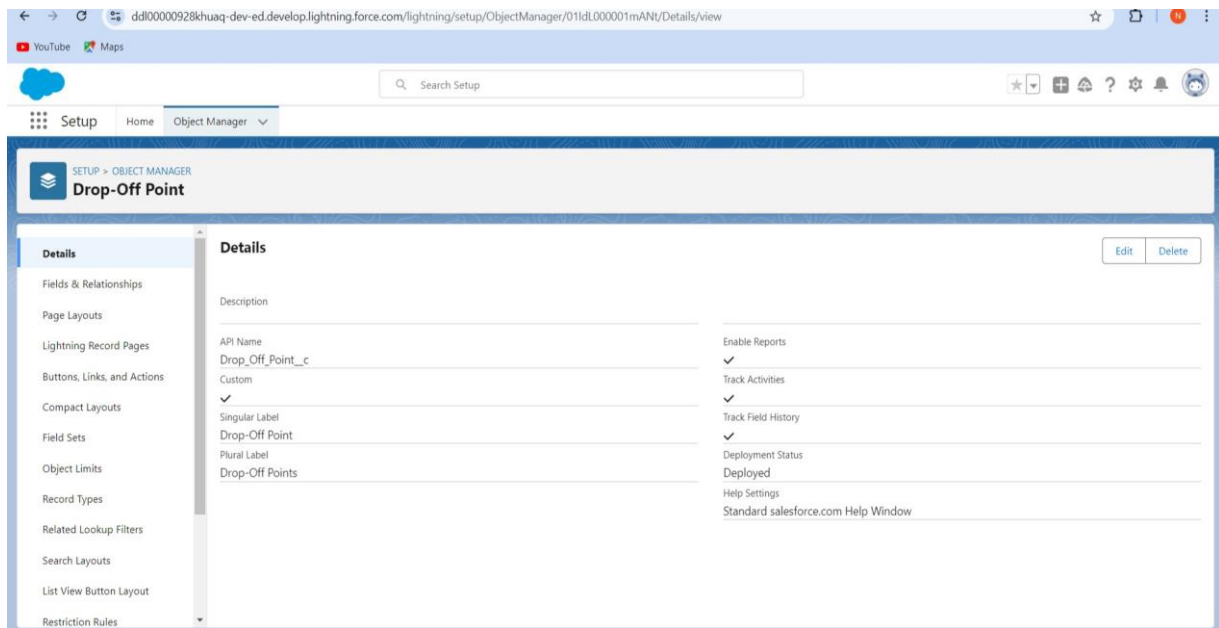 ddl00000928khuaq-dev-ed.develop.lightning.force.com/lightning/setup/ObjectManager/01IdL000001mANt/Details/view
N
YouTube Maps
Search Setup
Setup Home Object Manager
SETUP > OBJECT MANAGER
Drop-Off Point
Details
Fields & Relationships
Page Layouts
Lightning Record Pages
Buttons, Links, and Actions
Compact Layouts
Field Sets
Object Limits
Record Types
Related Lookup Filters
Search Layouts
List View Button Layout
Restriction Rules
Details
Edit Delete
Description
API Name
Drop_Off_Point__c
Custom
Singular Label
Drop-Off Point
Plural Label
Drop-Off Points
Enable Reports
Track Activities
Track Field History
Deployment Status
Deployed
Help Settings
Standard salesforce.com Help Window